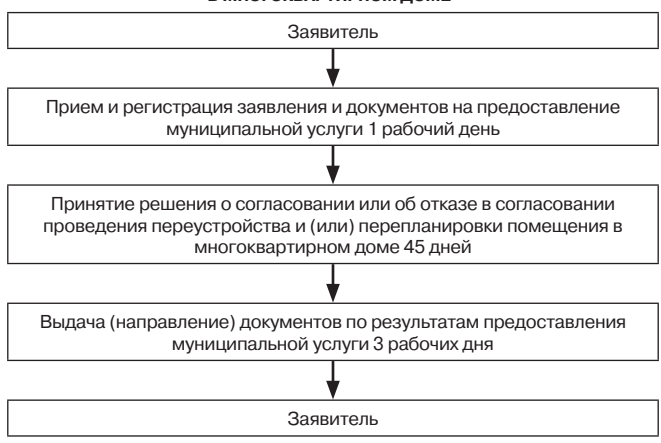 Заявитель
Прием и регистрация заявления и документов на предоставление
муниципальной услуги 1 рабочий день
Принятие решения о согласовании или об отказе в согласовании
проведения переустройства и (или) перепланировки помещения в
многоквартирном доме 45 дней
Выдача (направление) документов по результатам предоставления
муниципальной услуги 3 рабочих дня
Заявитель